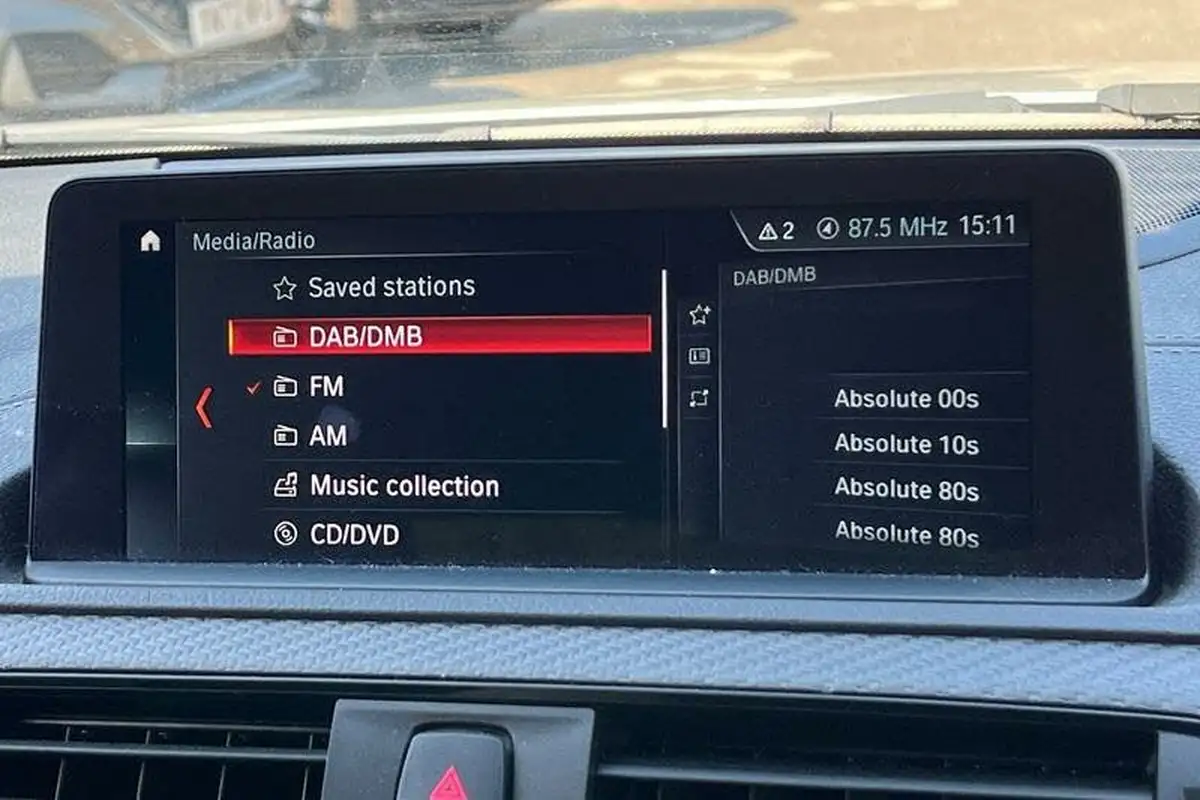 Media/Radio
2 87.5 MHz 15:11
Saved stations
DAB/DMB
FM
AM
Music collection
CD/DVD
DAB/DMB
Absolute 00s
Absolute 10s
Absolute 80s
Absolute 80s